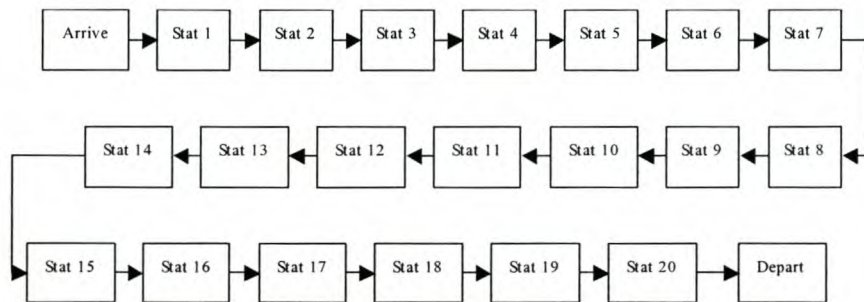 Arrive
Stat 1
Stat 2
Stat 3
Stat 4
Stat 5
Stat 6
Stat 7
Stat 14
Stat 13
Stat 12
Stat 11
Stat 10
Stat 9
Stat 8
Stat 15
Stat 16
Stat 17
Stat 18
Stat 19
Stat 20
Depart